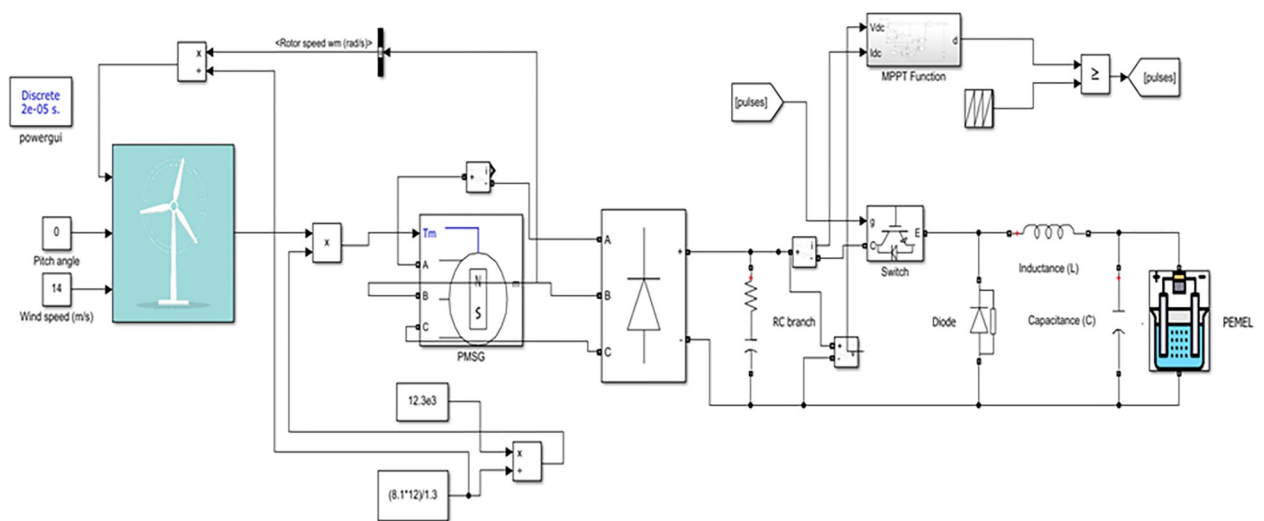 <Rotor speed wm (rad/s)>
x
÷
Discrete
2e-05 s.
powergui
0
Pitch angle
14
Wind speed (m/s)
x
i
+
-
Tm
A
B
C
m
N
S
PMSG
12.3e3
x
÷
(8.1*12)/1.3
A
B
C
+
-
RC branch
+
-
i
+
-
v
[pulses]
Vdc
Idc
d
MPPT Function
≥
[pulses]
g
C
E
Switch
Diode
Inductance (L)
Capacitance (C)
+
-
PEMEL